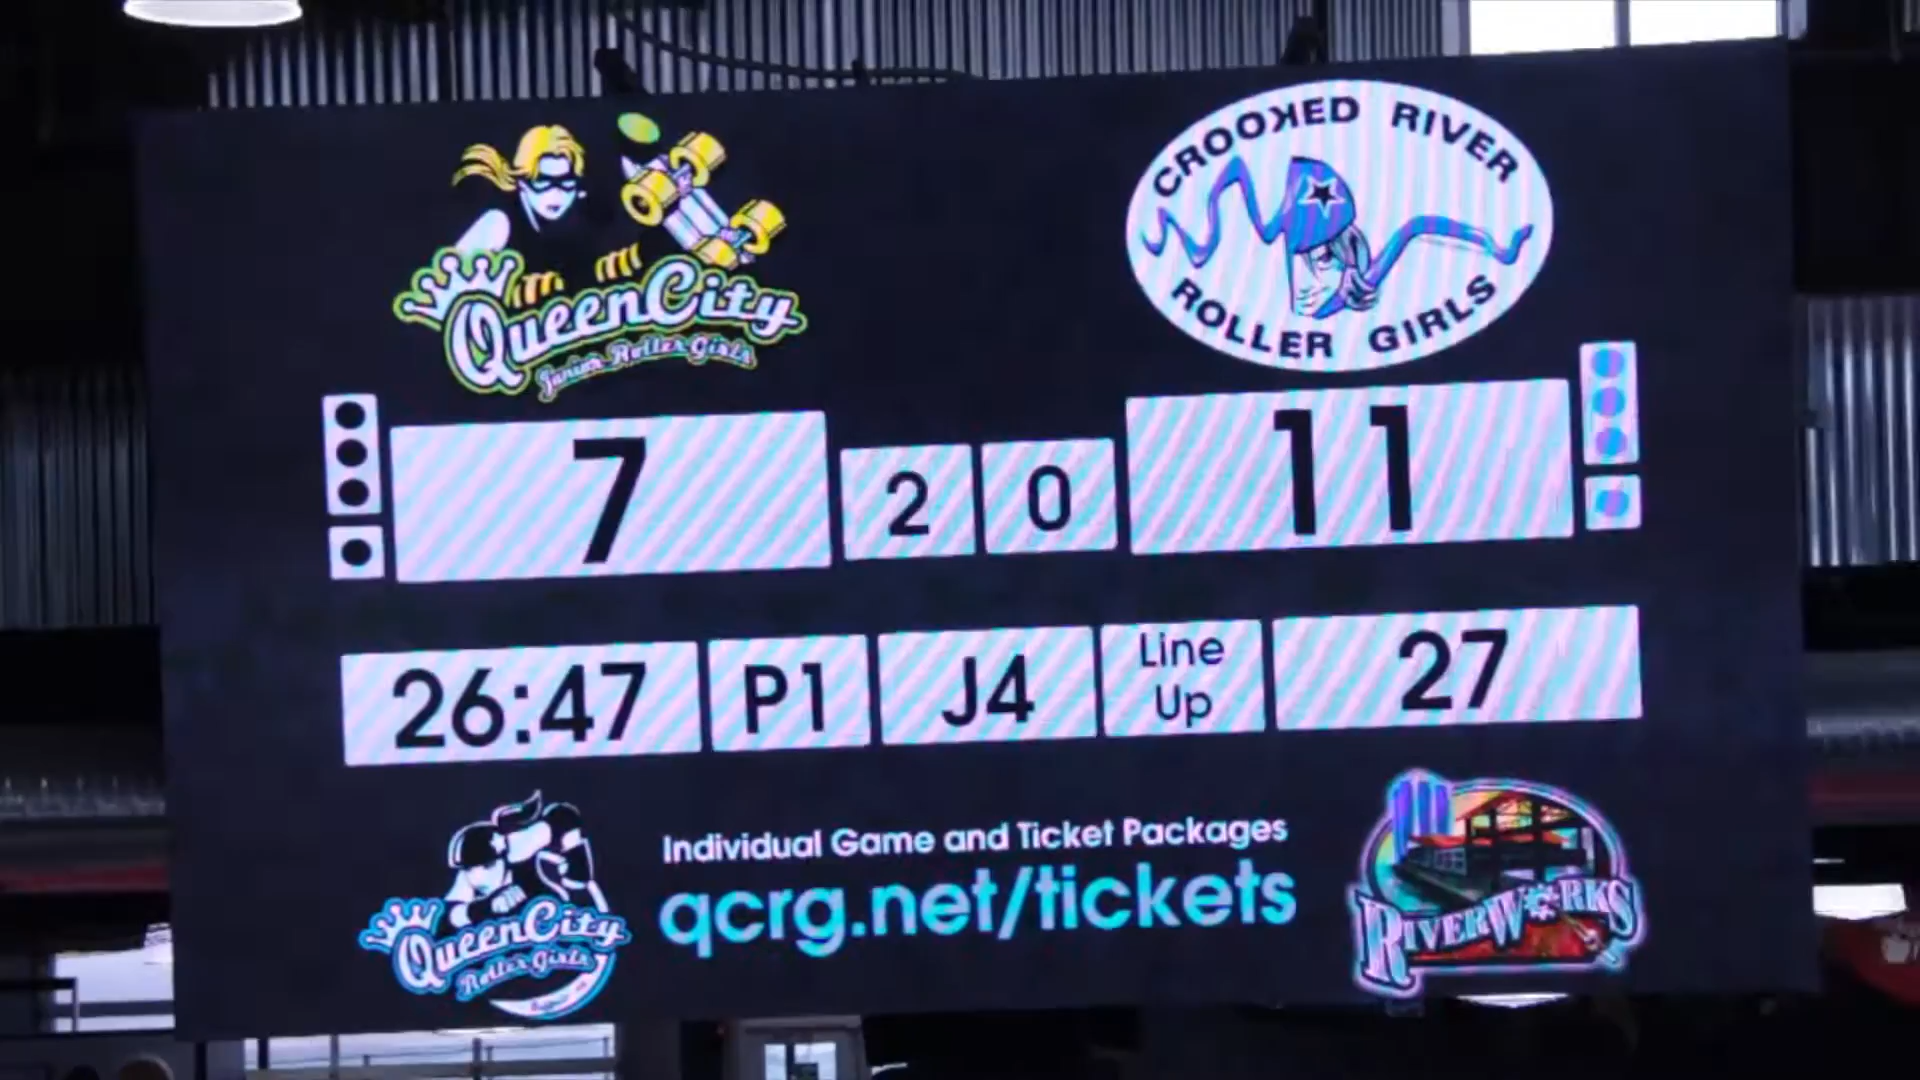 CROOKED RIVER
QueenCity
Junior Roller Girls
ROLLER GIRLS
7
2
0
11
26:47
P1
J4
Line
Up
27
Individual Game and Ticket Packages
qcrg.net/tickets
QueenCity
Roller Girls
RIVERWORKS